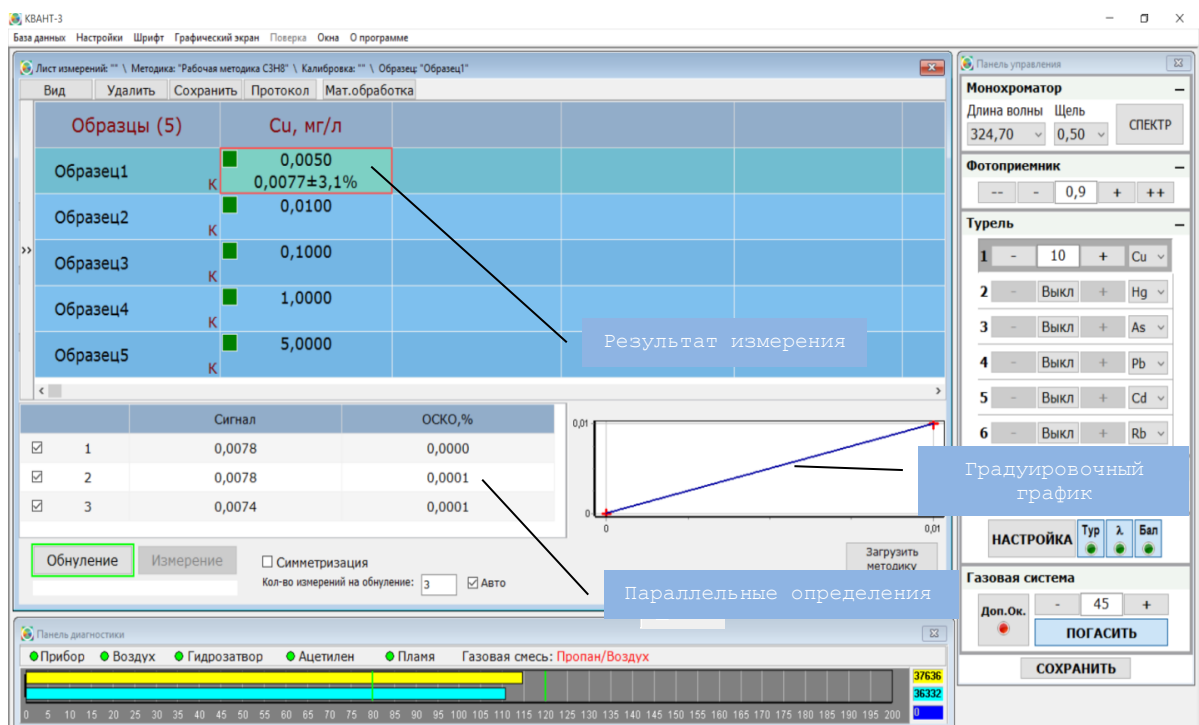 КВАНТ-3
База данных Настройки Шрифт Графический экран Поверка Окна О программе
Лист измерений: "" \ Методика: "Рабочая методика C3H8" \ Калибровка: "" \ Образец: "Образец1"
Вид Удалить Сохранить Протокол Мат.обработка
Образцы (5) Cu, мг/л
Образец1 К 0,0050
0,0077±3,1%
Образец2 К 0,0100
Образец3 К 0,1000
Образец4 К 1,0000
Образец5 К 5,0000
Результат измерения
Сигнал ОСКО,%
1 0,0078 0,0000
2 0,0078 0,0001
3 0,0074 0,0001
0,01
0
0 0,01
Градуировочный
график
Обнуление Измерение Симметризация
Кол-во измерений на обнуление: 3 Авто
Загрузить
методику
Параллельные определения
Панель диагностики
Прибор Воздух Гидрозатвор Ацетилен Пламя Газовая смесь: Пропан/Воздух
37636
36332
0
0 5 10 15 20 25 30 35 40 45 50 55 60 65 70 75 80 85 90 95 100 105 110 115 120 125 130 135 140 145 150 155 160 165 170 175 180 185 190 195 200
Панель управления
Монохроматор
Длина волны Щель
324,70 0,50 СПЕКТР
Фотоприемник
-- - 0,9 + ++
Турель
1 - 10 + Cu
2 - Выкл + Hg
3 - Выкл + As
4 - Выкл + Pb
5 - Выкл + Cd
6 - Выкл + Rb
НАСТРОЙКА Тур λ Бал
Газовая система
Доп.Ок. - 45 +
ПОГАСИТЬ
СОХРАНИТЬ